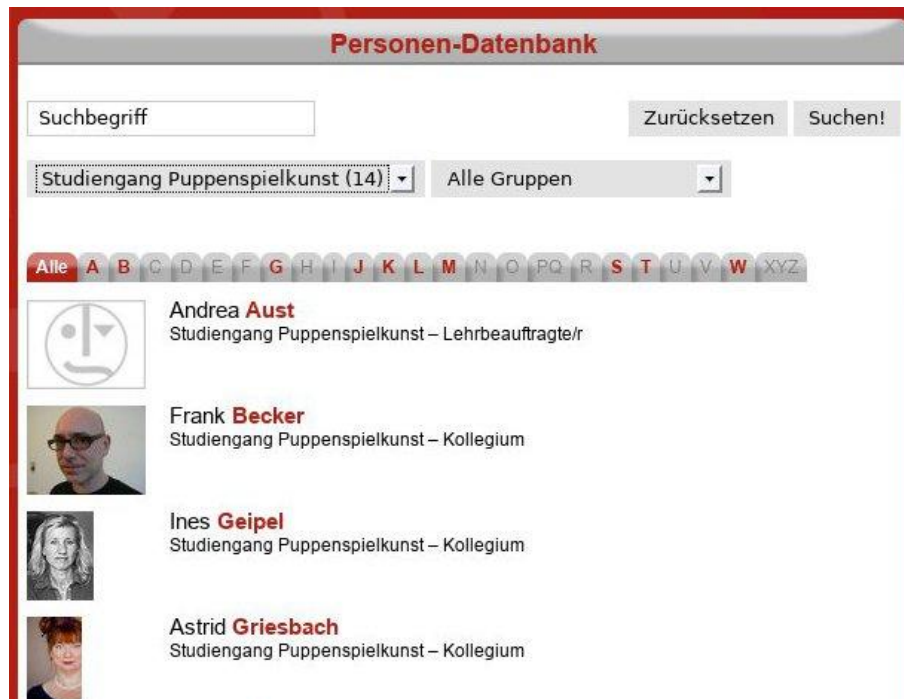 Personen-Datenbank
Suchbegriff
Zurücksetzen Suchen!
Studiengang Puppenspielkunst (14) Alle Gruppen
Alle A B C D E F G H I J K L M N O PQ R S T U V W XYZ
Andrea Aust
Studiengang Puppenspielkunst – Lehrbeauftragte/r
Frank Becker
Studiengang Puppenspielkunst – Kollegium
Ines Geipel
Studiengang Puppenspielkunst – Kollegium
Astrid Griesbach
Studiengang Puppenspielkunst – Kollegium